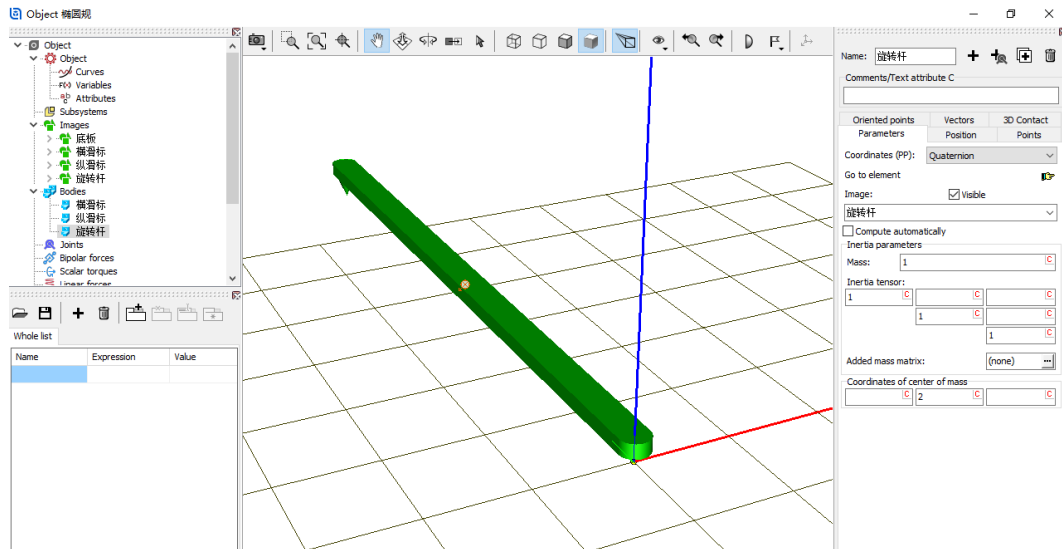 Object 椭圆规
Object
Object
Curves
Variables
Attributes
Subsystems
Images
底板
横滑标
纵滑标
旋转杆
Bodies
横滑标
纵滑标
旋转杆
Joints
Bipolar forces
Scalar torques
Linear forces
Whole list
Name Expression Value
Name: 旋转杆
Comments/Text attribute C
Oriented points Vectors 3D Contact
Parameters Position Points
Coordinates (PP): Quaternion
Go to element
Image: Visible
旋转杆
Compute automatically
Inertia parameters
Mass: 1 C
Inertia tensor:
1 C C C
1 C C
1 C
Added mass matrix: (none) ...
Coordinates of center of mass
C 2 C C